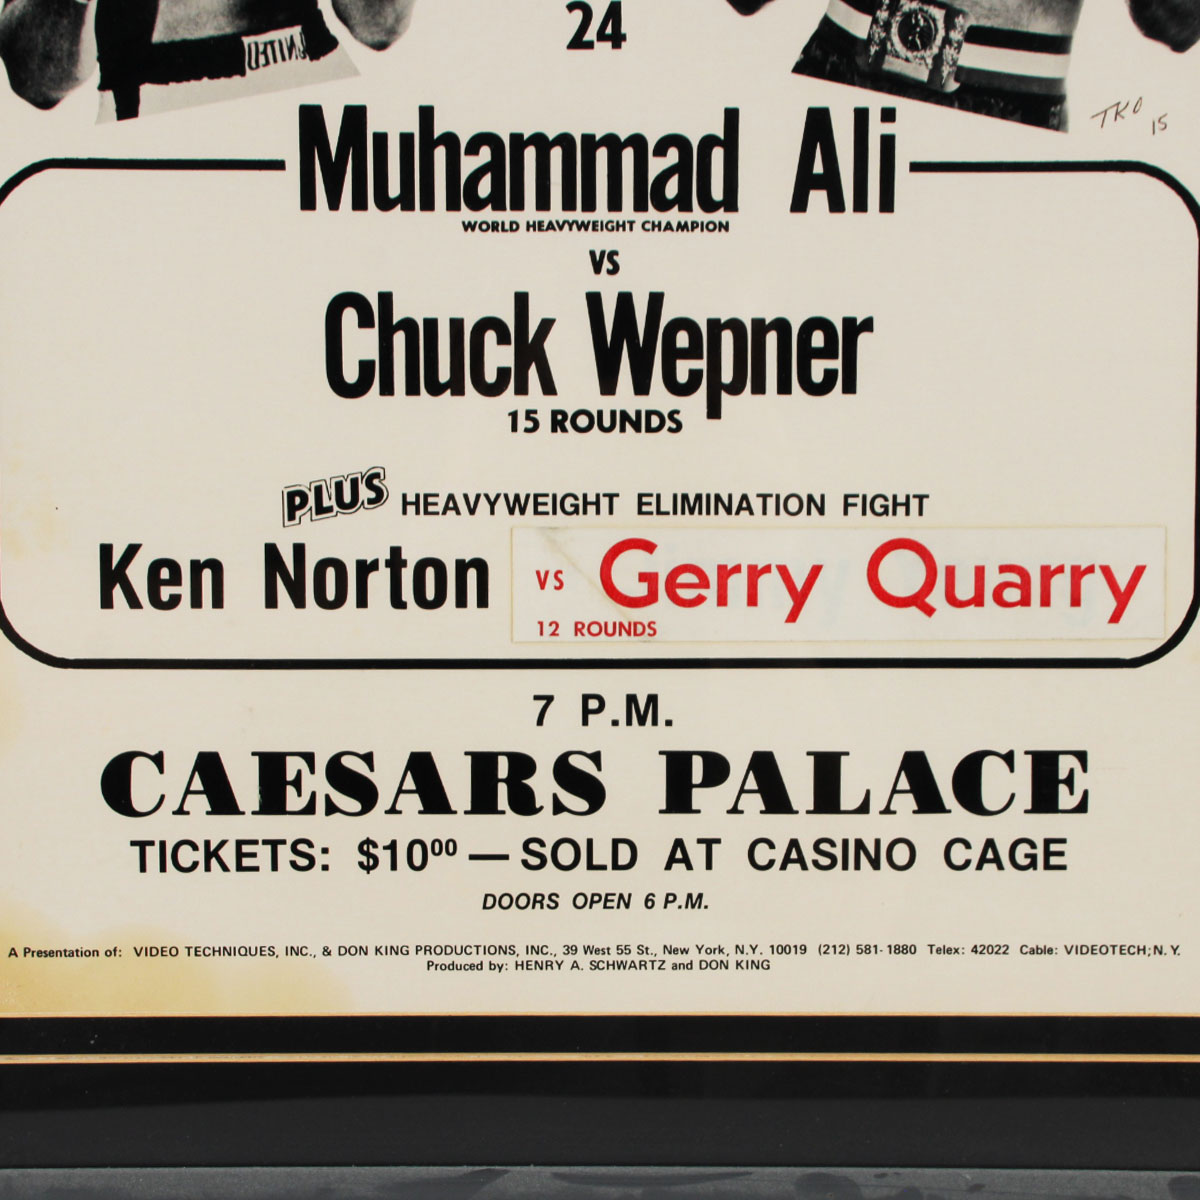 UNITED
24
TKO
15
Muhammad Ali
WORLD HEAVYWEIGHT CHAMPION
VS
Chuck Wepner
15 ROUNDS
PLUS HEAVYWEIGHT ELIMINATION FIGHT
Ken Norton vs Gerry Quarry
12 ROUNDS
7 P.M.
CAESARS PALACE
TICKETS: $1000 — SOLD AT CASINO CAGE
DOORS OPEN 6 P.M.
A Presentation of: VIDEO TECHNIQUES, INC., & DON KING PRODUCTIONS, INC., 39 West 55 St., New York, N.Y. 10019 (212) 581-1880 Telex: 42022 Cable: VIDEOTECH; N.Y.
Produced by: HENRY A. SCHWARTZ and DON KING